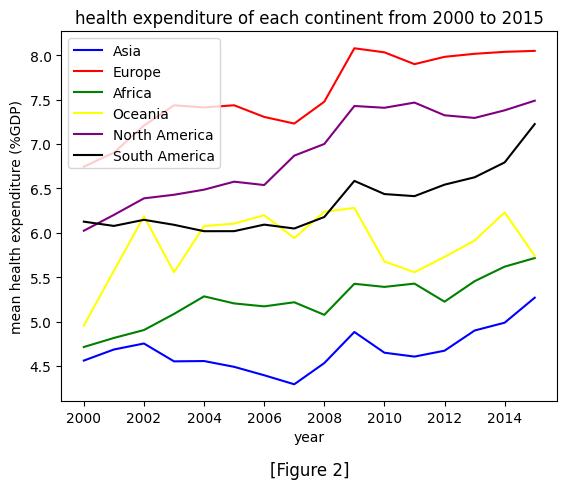 health expenditure of each continent from 2000 to 2015
mean health expenditure (%GDP)
8.0
7.5
7.0
6.5
6.0
5.5
5.0
4.5
Asia
Europe
Africa
Oceania
North America
South America
2000 2002 2004 2006 2008 2010 2012 2014
year
[Figure 2]